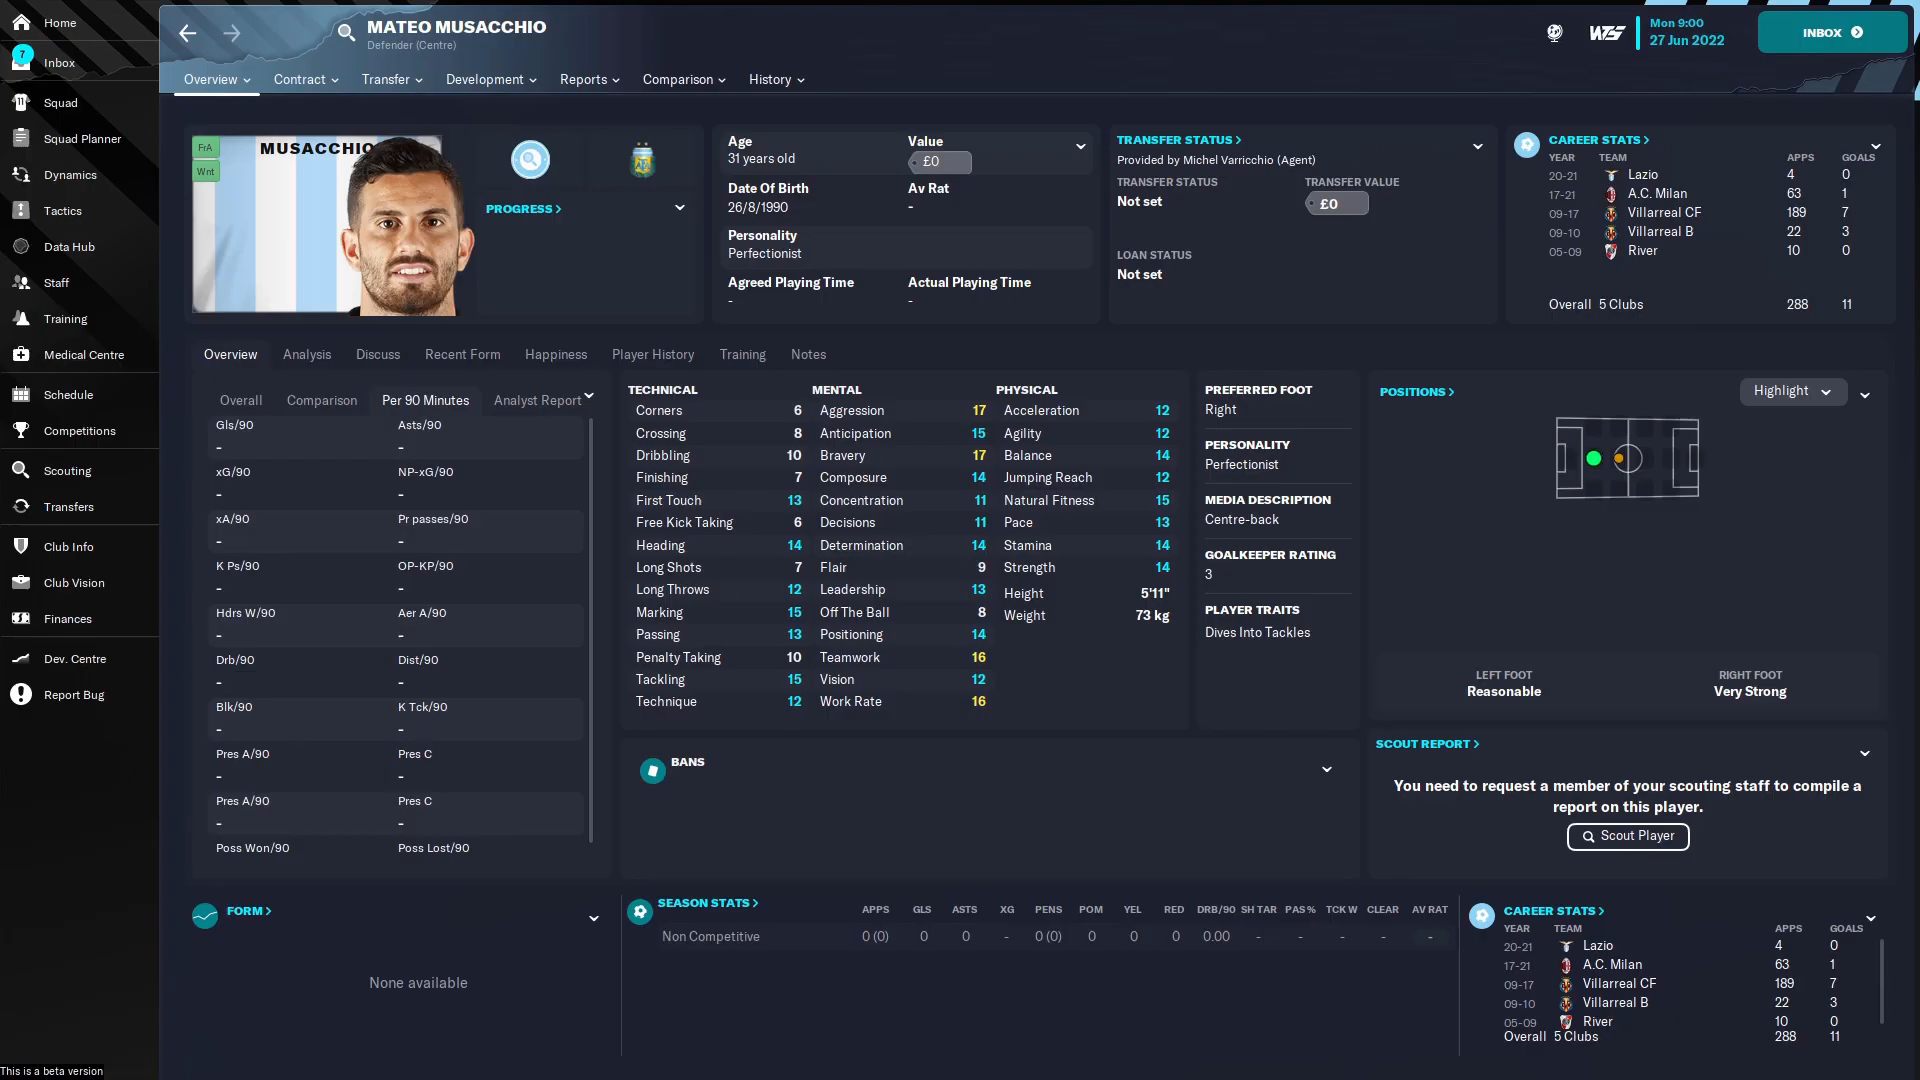 Home
7
Inbox
Squad
Squad Planner
Dynamics
Tactics
Data Hub
Staff
Training
Medical Centre
Schedule
Competitions
Scouting
Transfers
Club Info
Club Vision
Finances
Dev. Centre
Report Bug
This is a beta version
MATEO MUSACCHIO
Defender (Centre)
Mon 9:00
27 Jun 2022
INBOX
Overview Contract Transfer Development Reports Comparison History
FrA
Wnt
MUSACCHIO
PROGRESS >
Age
31 years old
Value
£0
Date Of Birth
26/8/1990
Av Rat
-
Personality
Perfectionist
Agreed Playing Time
-
Actual Playing Time
-
TRANSFER STATUS >
Provided by Michel Varricchio (Agent)
TRANSFER STATUS
Not set
TRANSFER VALUE
£0
LOAN STATUS
Not set
CAREER STATS >
YEAR TEAM APPS GOALS
20-21 Lazio 4 0
17-21 A.C. Milan 63 1
09-17 Villarreal CF 189 7
09-10 Villarreal B 22 3
05-09 River 10 0
Overall 5 Clubs 288 11
Overview Analysis Discuss Recent Form Happiness Player History Training Notes
Overall Comparison Per 90 Minutes Analyst Report
Gls/90 Asts/90
- -
xG/90 NP-xG/90
- -
xA/90 Pr passes/90
- -
K Ps/90 OP-KP/90
- -
Hdrs W/90 Aer A/90
- -
Drb/90 Dist/90
- -
Blk/90 K Tck/90
- -
Pres A/90 Pres C
- -
Pres A/90 Pres C
- -
Poss Won/90 Poss Lost/90
TECHNICAL
Corners 6
Crossing 8
Dribbling 10
Finishing 7
First Touch 13
Free Kick Taking 6
Heading 14
Long Shots 7
Long Throws 12
Marking 15
Passing 13
Penalty Taking 10
Tackling 15
Technique 12
MENTAL
Aggression 17
Anticipation 15
Bravery 17
Composure 14
Concentration 11
Decisions 11
Determination 14
Flair 9
Leadership 13
Off The Ball 8
Positioning 14
Teamwork 16
Vision 12
Work Rate 16
PHYSICAL
Acceleration 12
Agility 12
Balance 14
Jumping Reach 12
Natural Fitness 15
Pace 13
Stamina 14
Strength 14
Height 5'11"
Weight 73 kg
PREFERRED FOOT
Right
PERSONALITY
Perfectionist
MEDIA DESCRIPTION
Centre-back
GOALKEEPER RATING
3
PLAYER TRAITS
Dives Into Tackles
POSITIONS >
Highlight
LEFT FOOT
Reasonable
RIGHT FOOT
Very Strong
BANS
SCOUT REPORT >
You need to request a member of your scouting staff to compile a
report on this player.
Scout Player
FORM >
None available
SEASON STATS >
APPS GLS ASTS XG PENS POM YEL RED DRB/90 SH TAR PAS % TCK W CLEAR AV RAT
Non Competitive 0 (0) 0 0 - 0 (0) 0 0 0 0.00 - - - - -
CAREER STATS >
YEAR TEAM APPS GOALS
20-21 Lazio 4 0
17-21 A.C. Milan 63 1
09-17 Villarreal CF 189 7
09-10 Villarreal B 22 3
05-09 River 10 0
Overall 5 Clubs 288 11